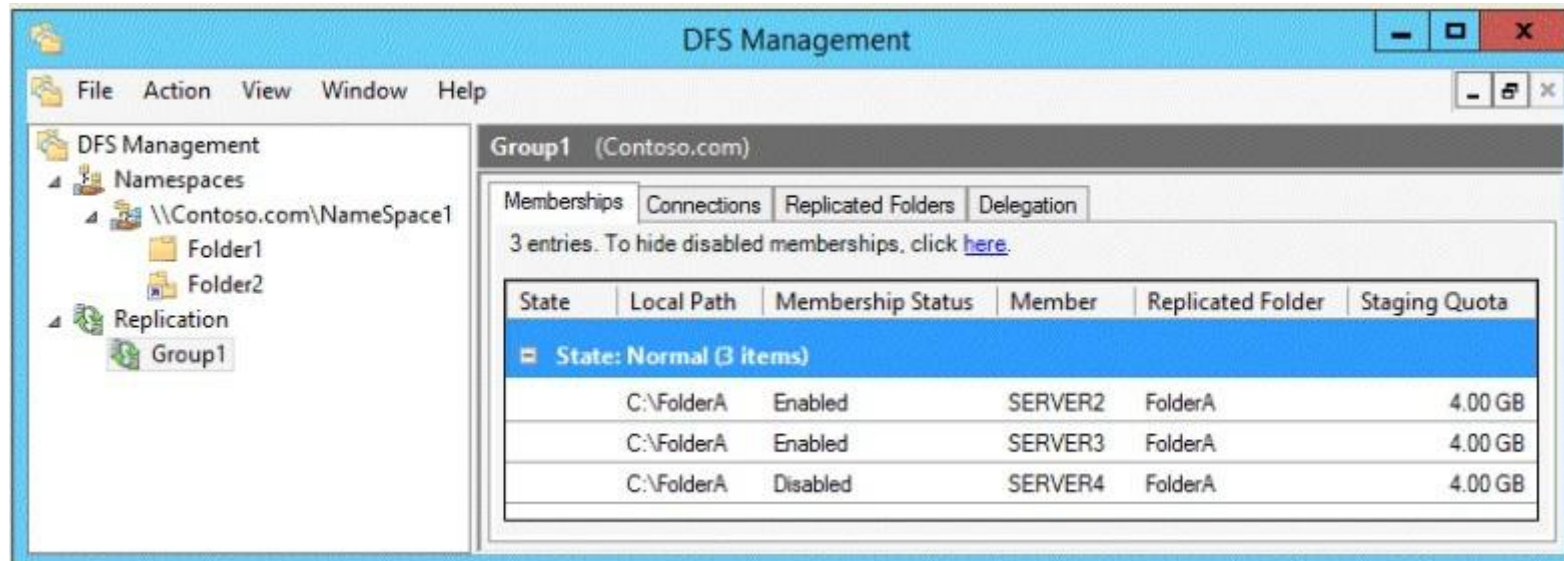 DFS Management
File Action View Window Help
DFS Management
Namespaces
\\Contoso.com\NameSpace1
Folder1
Folder2
Replication
Group1
Group1 (Contoso.com)
Memberships Connections Replicated Folders Delegation
3 entries. To hide disabled memberships, click here.
State Local Path Membership Status Member Replicated Folder Staging Quota
State: Normal (3 items)
C:\FolderA Enabled SERVER2 FolderA 4.00 GB
C:\FolderA Enabled SERVER3 FolderA 4.00 GB
C:\FolderA Disabled SERVER4 FolderA 4.00 GB